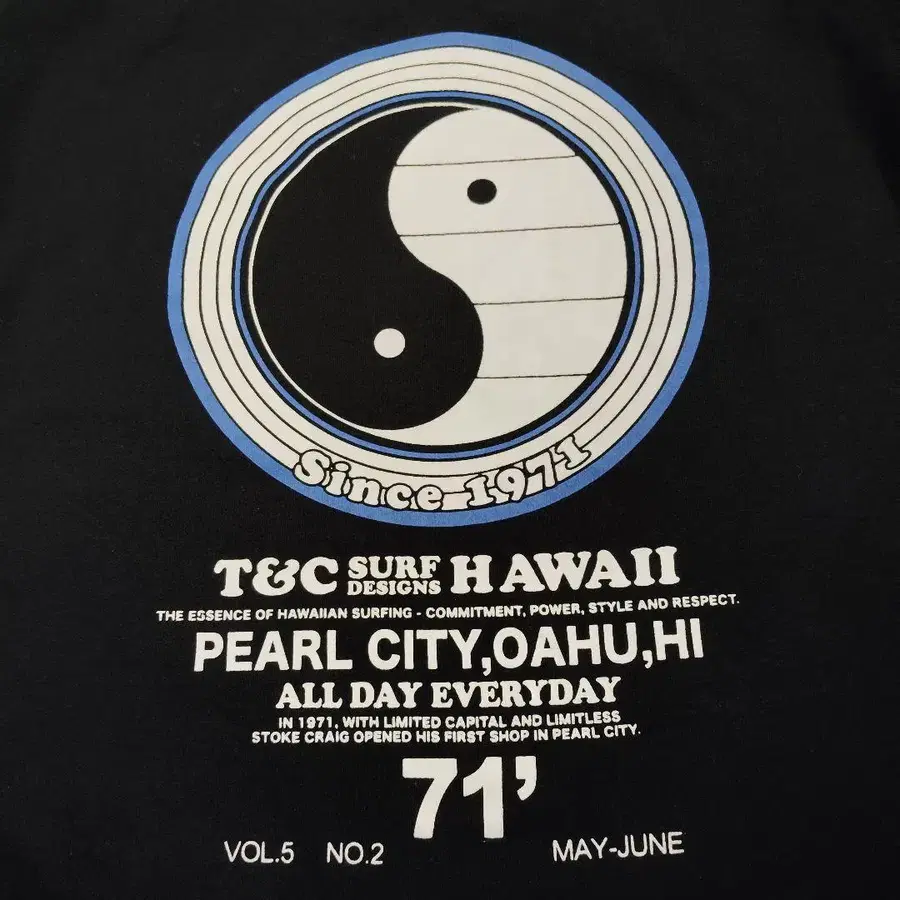 Since 1971
T&C SURF DESIGNS HAWAII
THE ESSENCE OF HAWAIIAN SURFING - COMMITMENT, POWER, STYLE AND RESPECT.
PEARL CITY,OAHU,HI
ALL DAY EVERYDAY
IN 1971, WITH LIMITED CAPITAL AND LIMITLESS
STOKE CRAIG OPENED HIS FIRST SHOP IN PEARL CITY.
71’
VOL.5 NO.2 MAY-JUNE